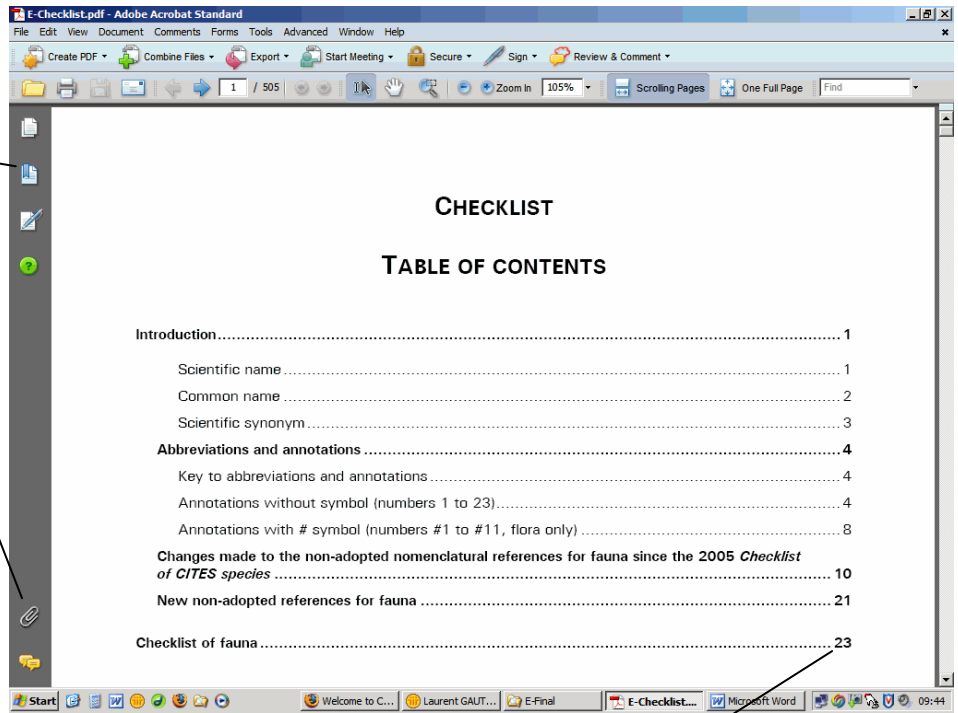 E-Checklist.pdf - Adobe Acrobat Standard
File Edit View Document Comments Forms Tools Advanced Window Help
Create PDF Combine Files Export Start Meeting Secure Sign Review & Comment
1 / 505 Zoom In 105% Scrolling Pages One Full Page Find
CHECKLIST
TABLE OF CONTENTS
Introduction........................................................................................................ 1
Scientific name........................................................................................................ 1
Common name........................................................................................................ 2
Scientific synonym........................................................................................................ 3
Abbreviations and annotations........................................................................................................ 4
Key to abbreviations and annotations........................................................................................................ 4
Annotations without symbol (numbers 1 to 23)........................................................................................................ 4
Annotations with # symbol (numbers #1 to #11, flora only)........................................................................................................ 8
Changes made to the non-adopted nomenclatural references for fauna since the 2005 Checklist
of CITES species........................................................................................................ 10
New non-adopted references for fauna........................................................................................................ 21
Checklist of fauna........................................................................................................ 23
Start Welcome to C... Laurent GAUT... E-Final E-Checklist.... Microsoft Word 09:44